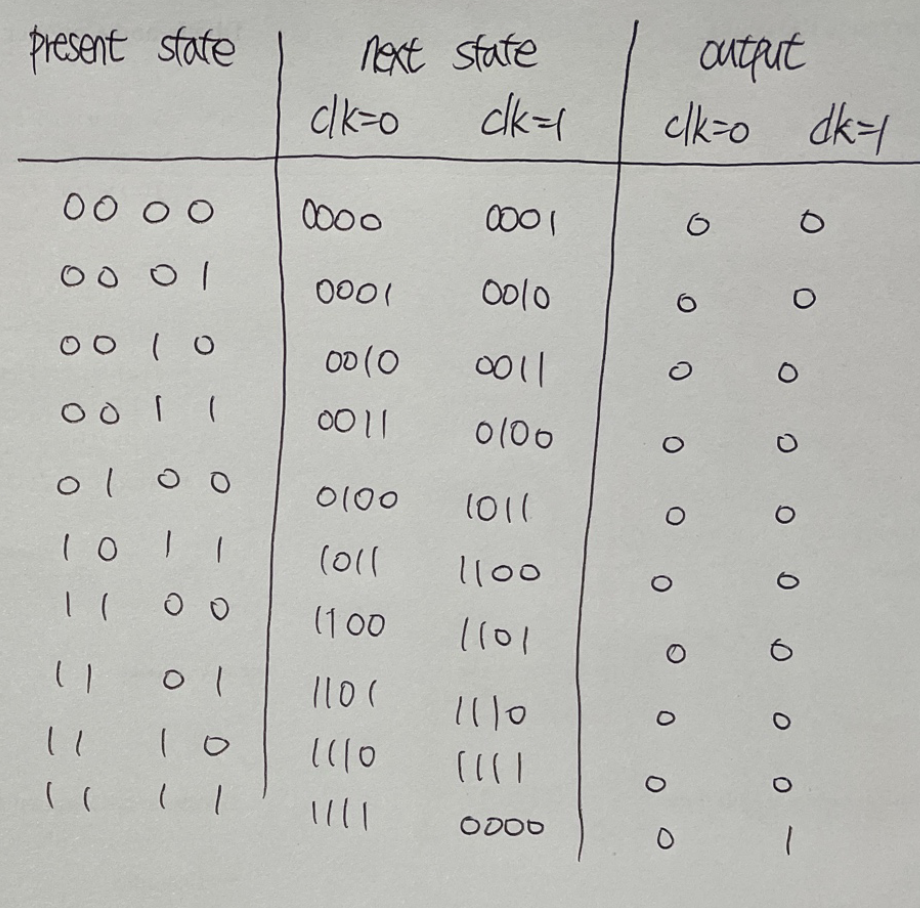 present state next state output
clk=0 clk=1 clk=0 clk=1
0000 0000 0001 0 0
0001 0001 0010 0 0
0010 0010 0011 0 0
0011 0011 0100 0 0
0100 0100 1011 0 0
1011 1011 1100 0 0
1100 1100 1101 0 0
1101 1101 1110 0 0
1110 1110 1111 0 0
1111 1111 0000 0 1